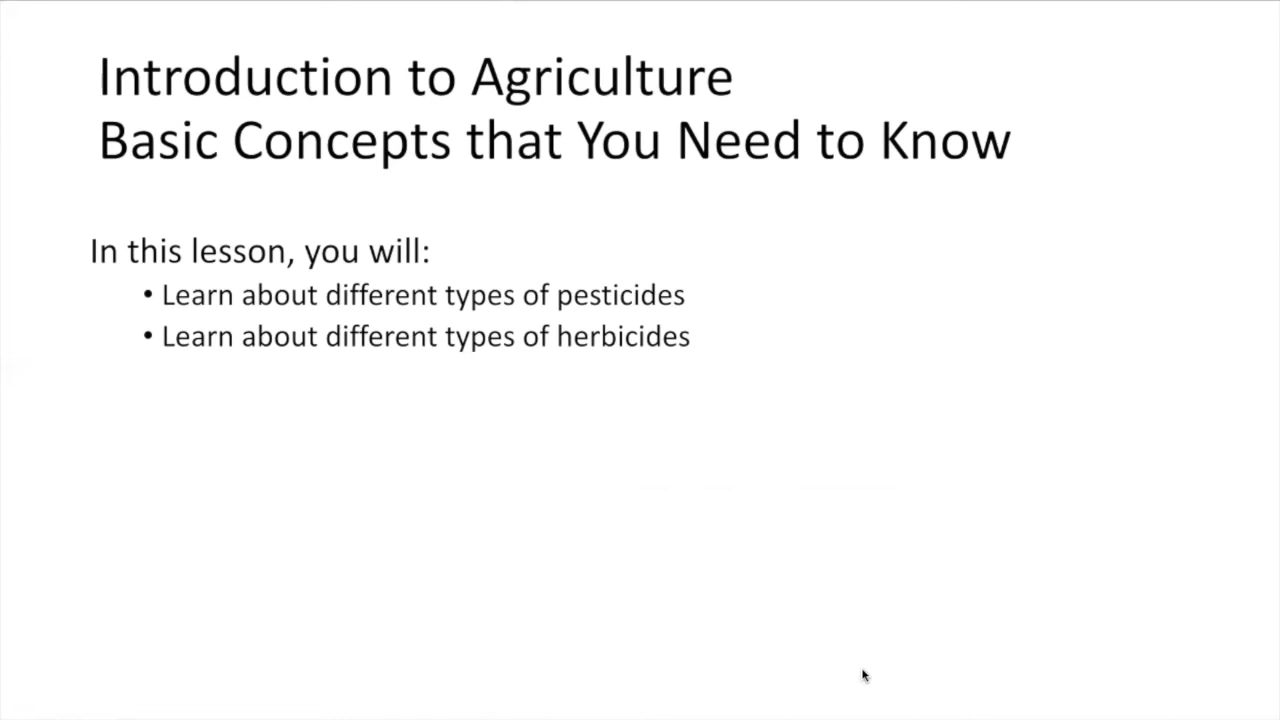 Introduction to Agriculture
Basic Concepts that You Need to Know
In this lesson, you will:
• Learn about different types of pesticides
• Learn about different types of herbicides